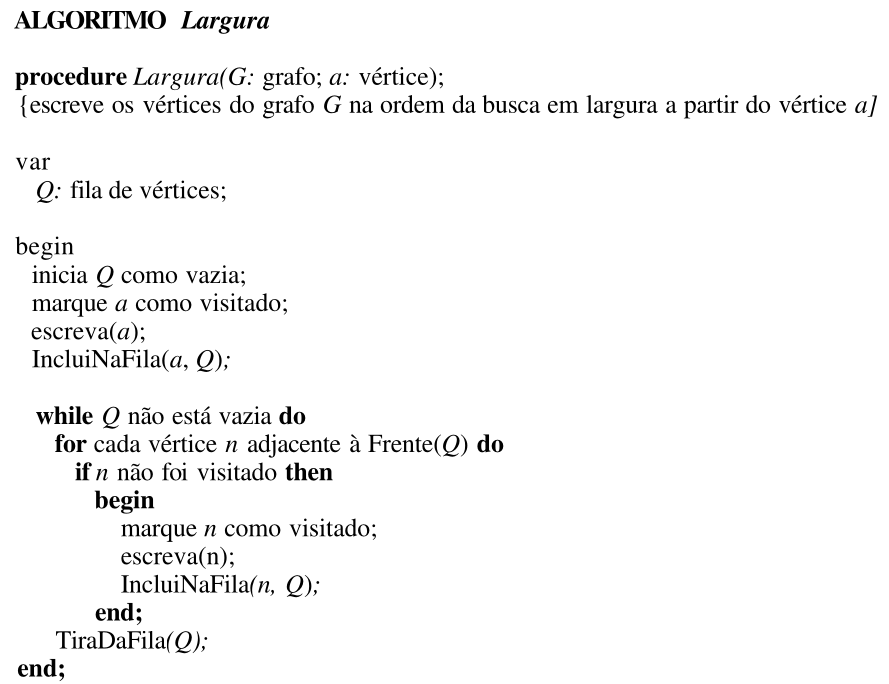 ALGORITMO Largura
procedure Largura(G: grafo; a: vértice);
{escreve os vértices do grafo G na ordem da busca em largura a partir do vértice a]
var
Q: fila de vértices;
begin
inicia Q como vazia;
marque a como visitado;
escreva(a);
IncluiNaFila(a, Q);
while Q não está vazia do
for cada vértice n adjacente à Frente(Q) do
if n não foi visitado then
begin
marque n como visitado;
escreva(n);
IncluiNaFila(n, Q);
end;
TiraDaFila(Q);
end;